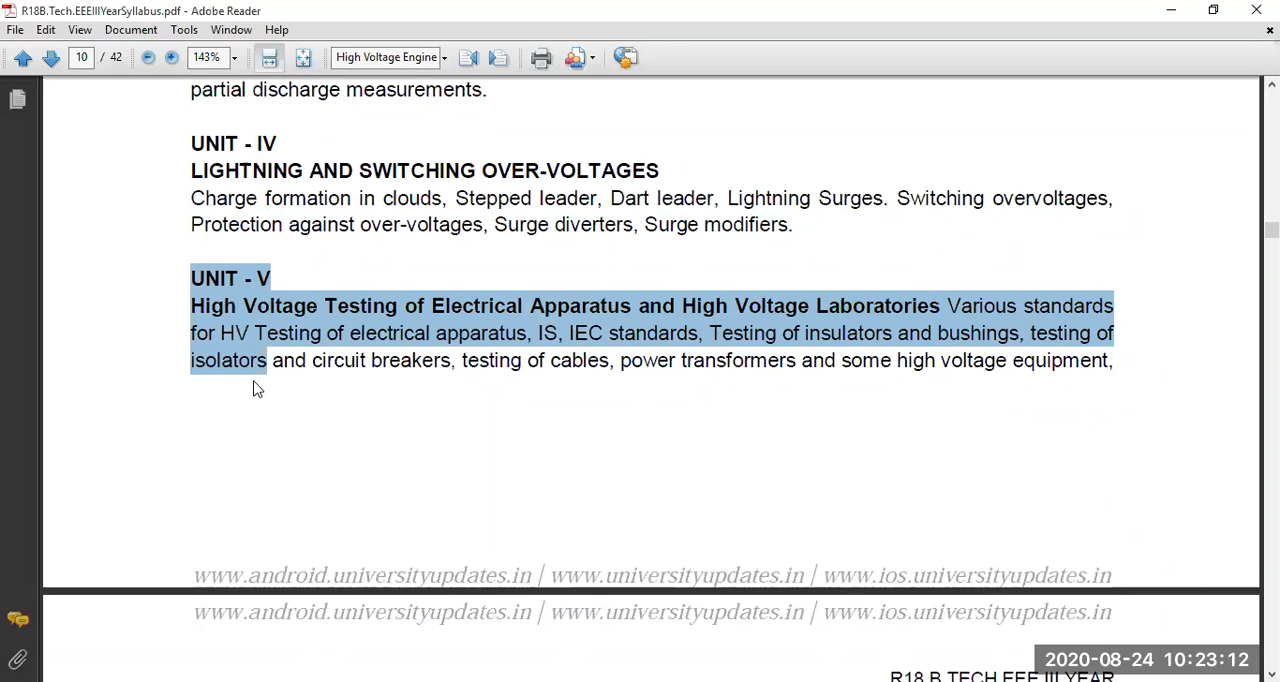 R18B.Tech.EEEIIIYearSyllabus.pdf - Adobe Reader
File Edit View Document Tools Window Help
10 / 42 143% High Voltage Engine
partial discharge measurements.
UNIT - IV
LIGHTNING AND SWITCHING OVER-VOLTAGES
Charge formation in clouds, Stepped leader, Dart leader, Lightning Surges. Switching overvoltages,
Protection against over-voltages, Surge diverters, Surge modifiers.
UNIT - V
High Voltage Testing of Electrical Apparatus and High Voltage Laboratories Various standards
for HV Testing of electrical apparatus, IS, IEC standards, Testing of insulators and bushings, testing of
isolators and circuit breakers, testing of cables, power transformers and some high voltage equipment,
www.android.universityupdates.in | www.universityupdates.in | www.ios.universityupdates.in
www.android.universityupdates.in | www.universityupdates.in | www.ios.universityupdates.in
R18 B.TECH EEE III YEAR
2020-08-24 10:23:12